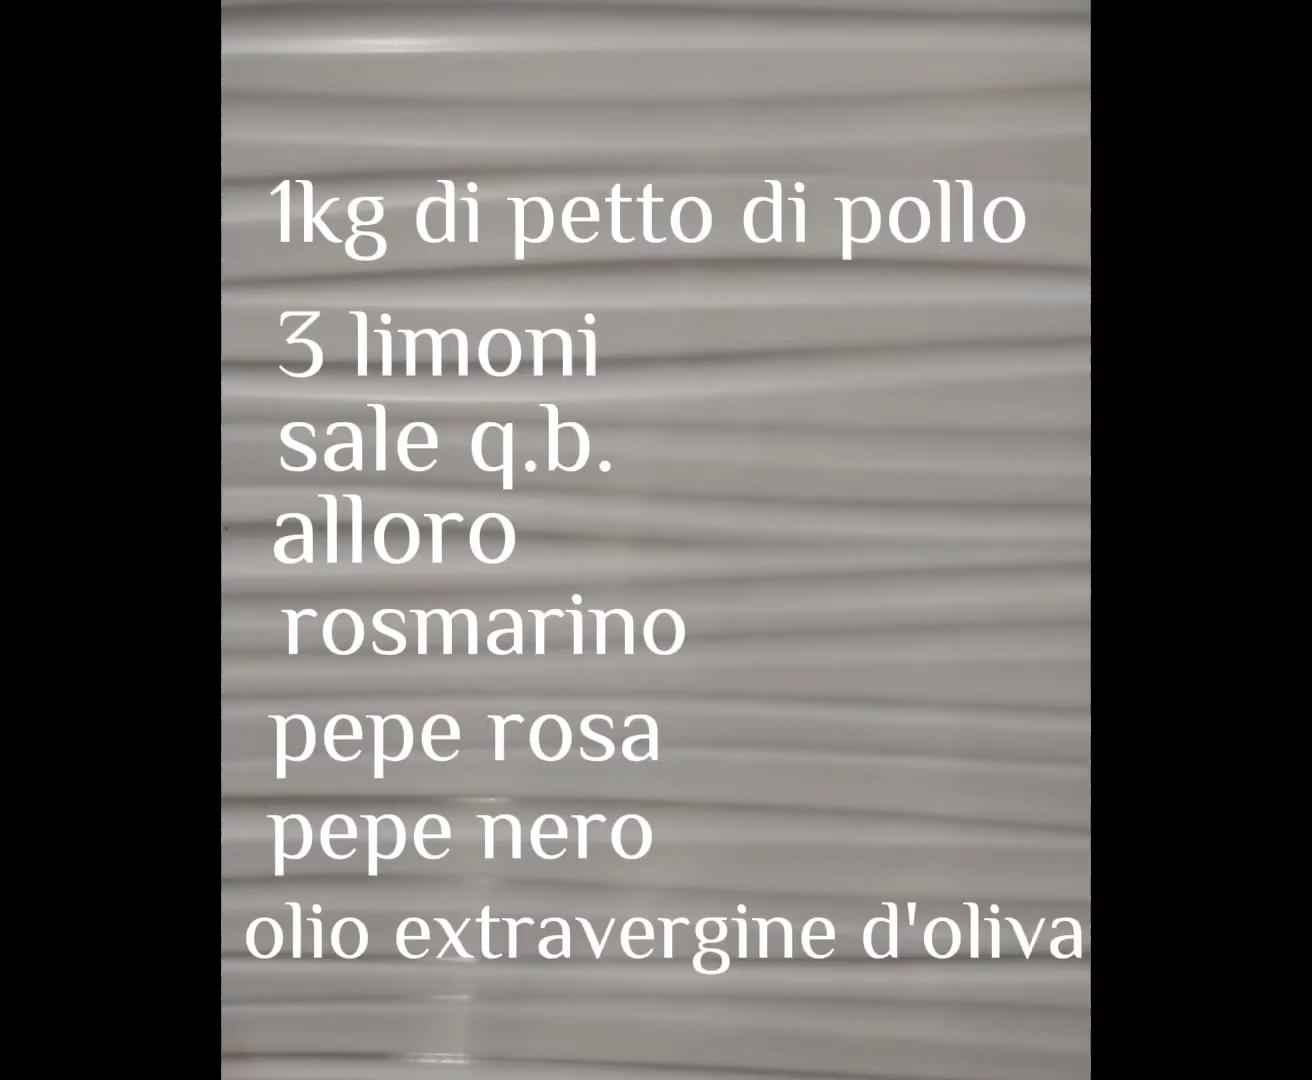 1kg di petto di pollo
3 limoni
sale q.b.
alloro
rosmarino
pepe rosa
pepe nero
olio extravergine d'oliva